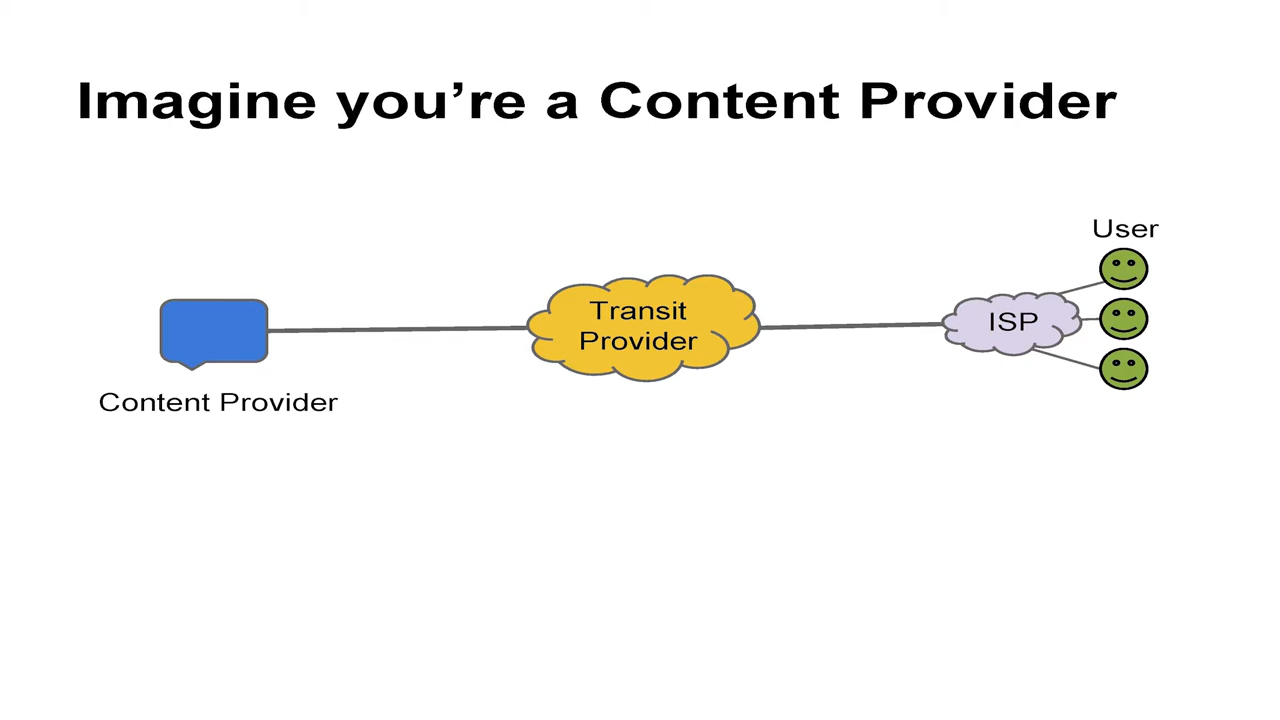 Imagine you’re a Content Provider
User
Transit
Provider
ISP
Content Provider